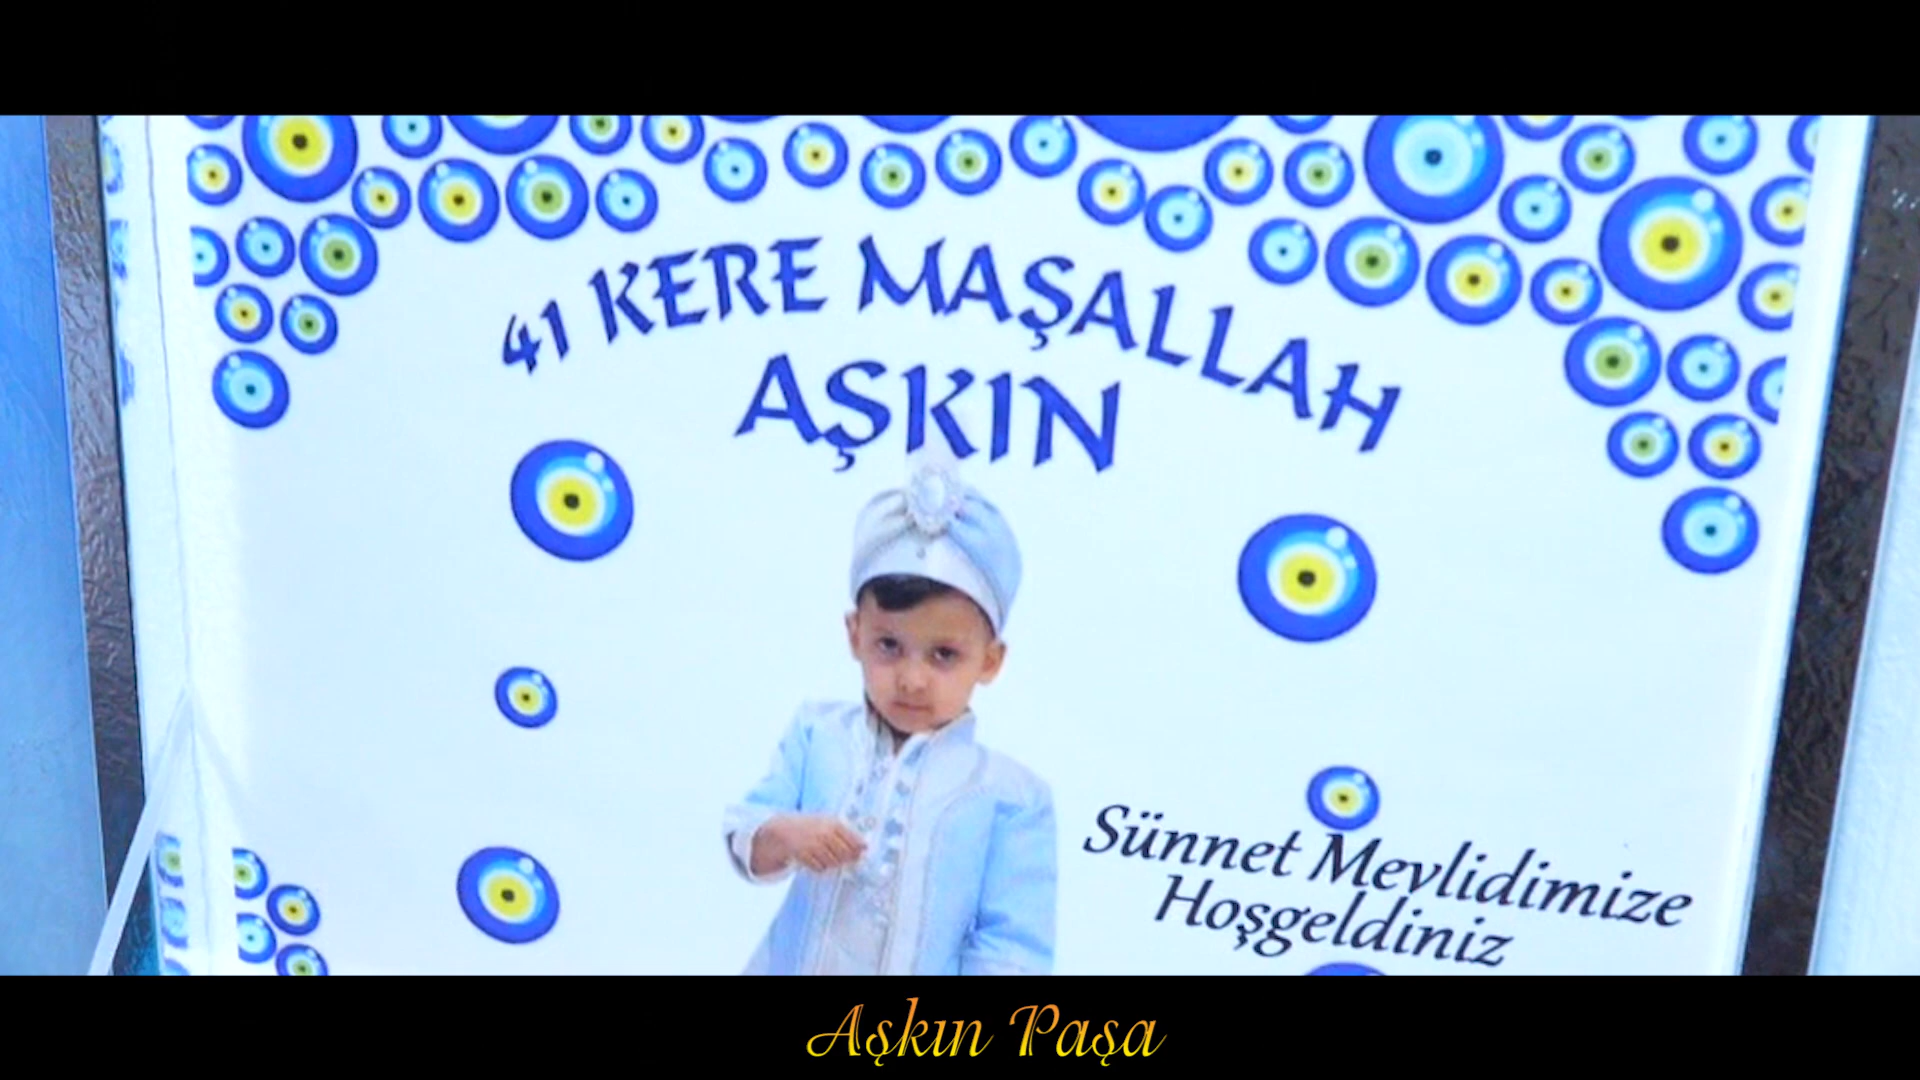 41 KERE MAŞALLAH
AŞKIN
Sünnet Mevlidimize
Hoşgeldiniz
Aşkın Paşa